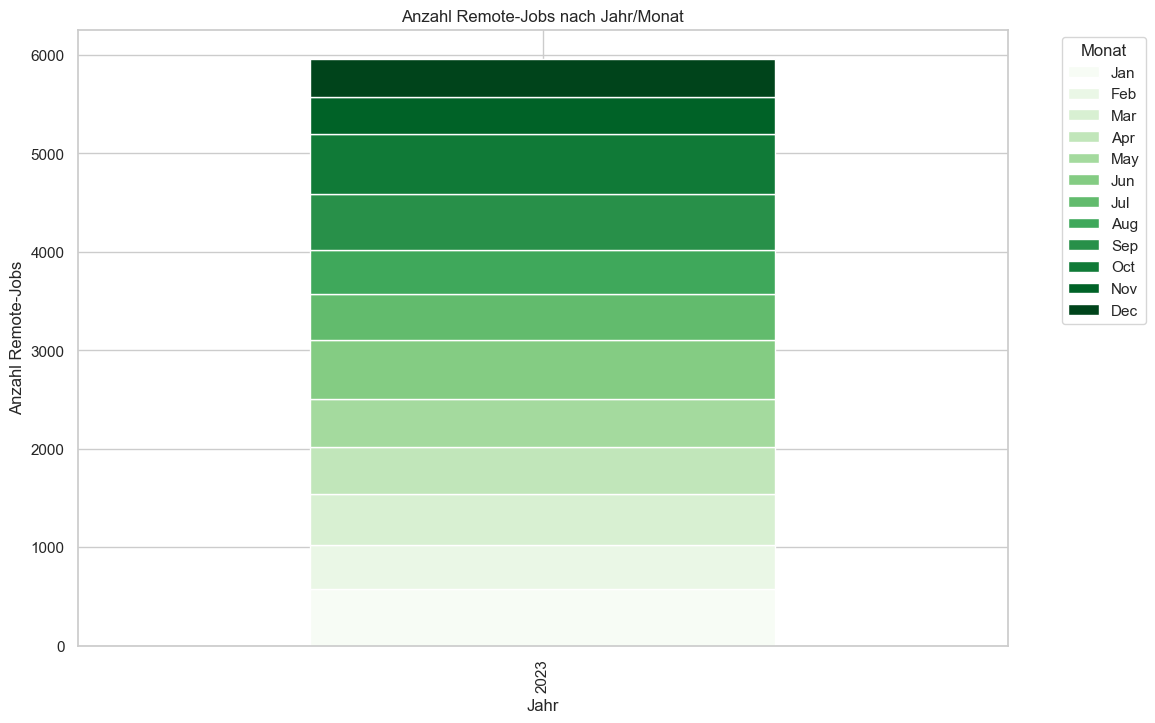 Anzahl Remote-Jobs nach Jahr/Monat
Anzahl Remote-Jobs
6000
5000
4000
3000
2000
1000
0
2023
Jahr
Monat
Jan
Feb
Mar
Apr
May
Jun
Jul
Aug
Sep
Oct
Nov
Dec